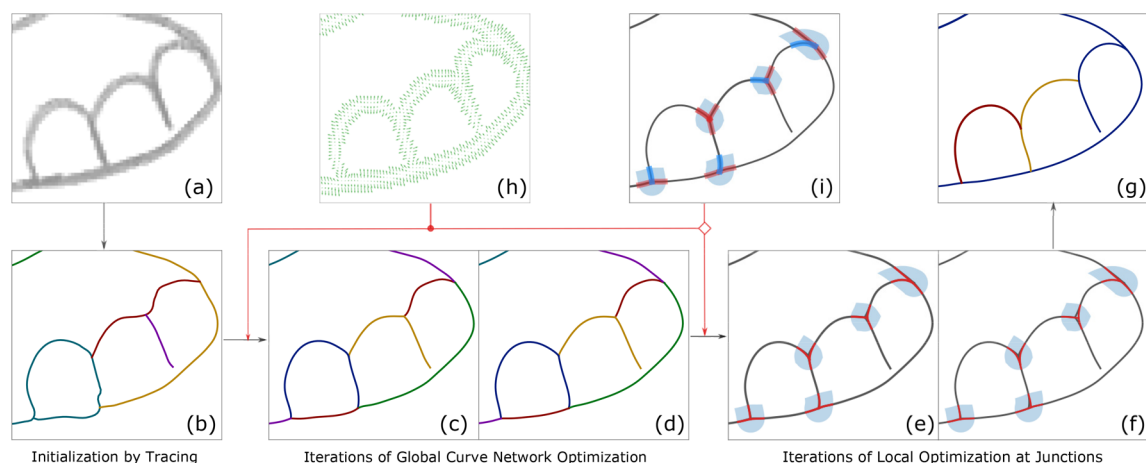 (a)
(h)
(i)
(g)
(b)
(c)
(d)
(e)
(f)
Initialization by Tracing
Iterations of Global Curve Network Optimization
Iterations of Local Optimization at Junctions